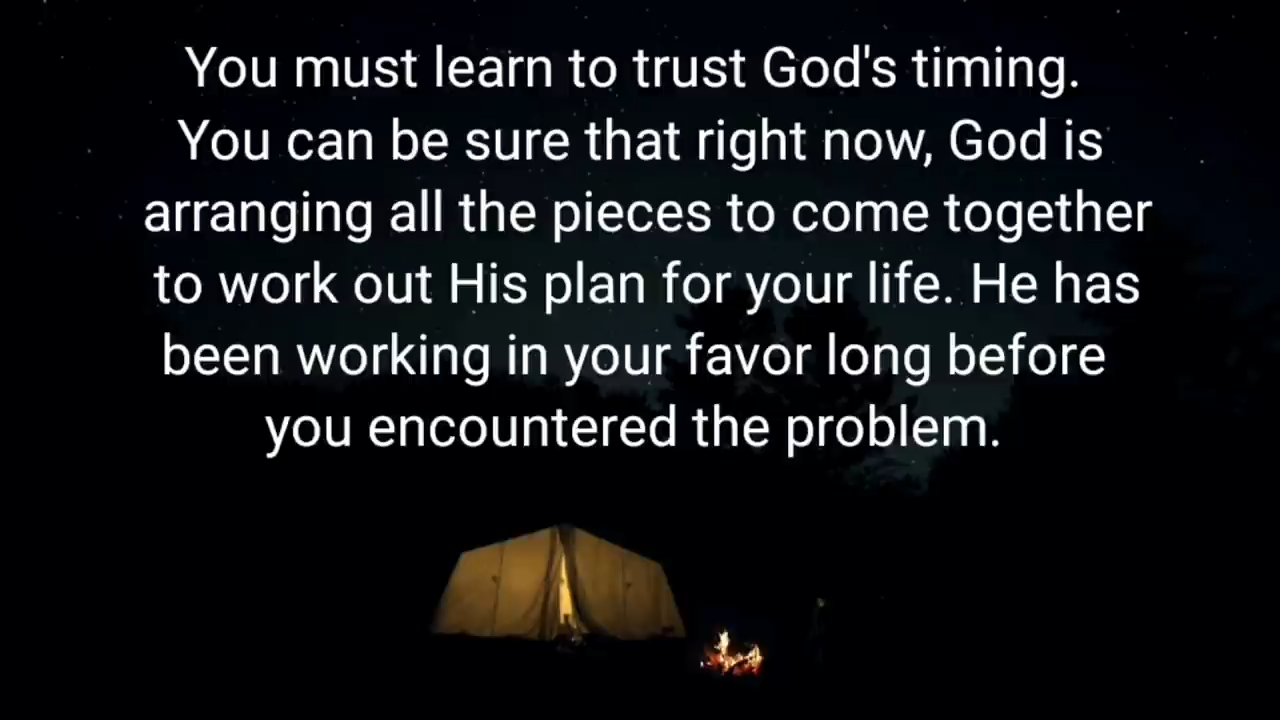 You must learn to trust God's timing.
You can be sure that right now, God is
arranging all the pieces to come together
to work out His plan for your life. He has
been working in your favor long before
you encountered the problem.